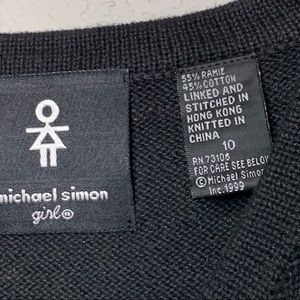 michael simon
girl®
55% RAMIE
45% COTTON
LINKED AND
STITCHED IN
HONG KONG
KNITTED IN
CHINA
10
RN 73106
FOR CARE SEE BELOW
©Michael Simon
Inc. 1999